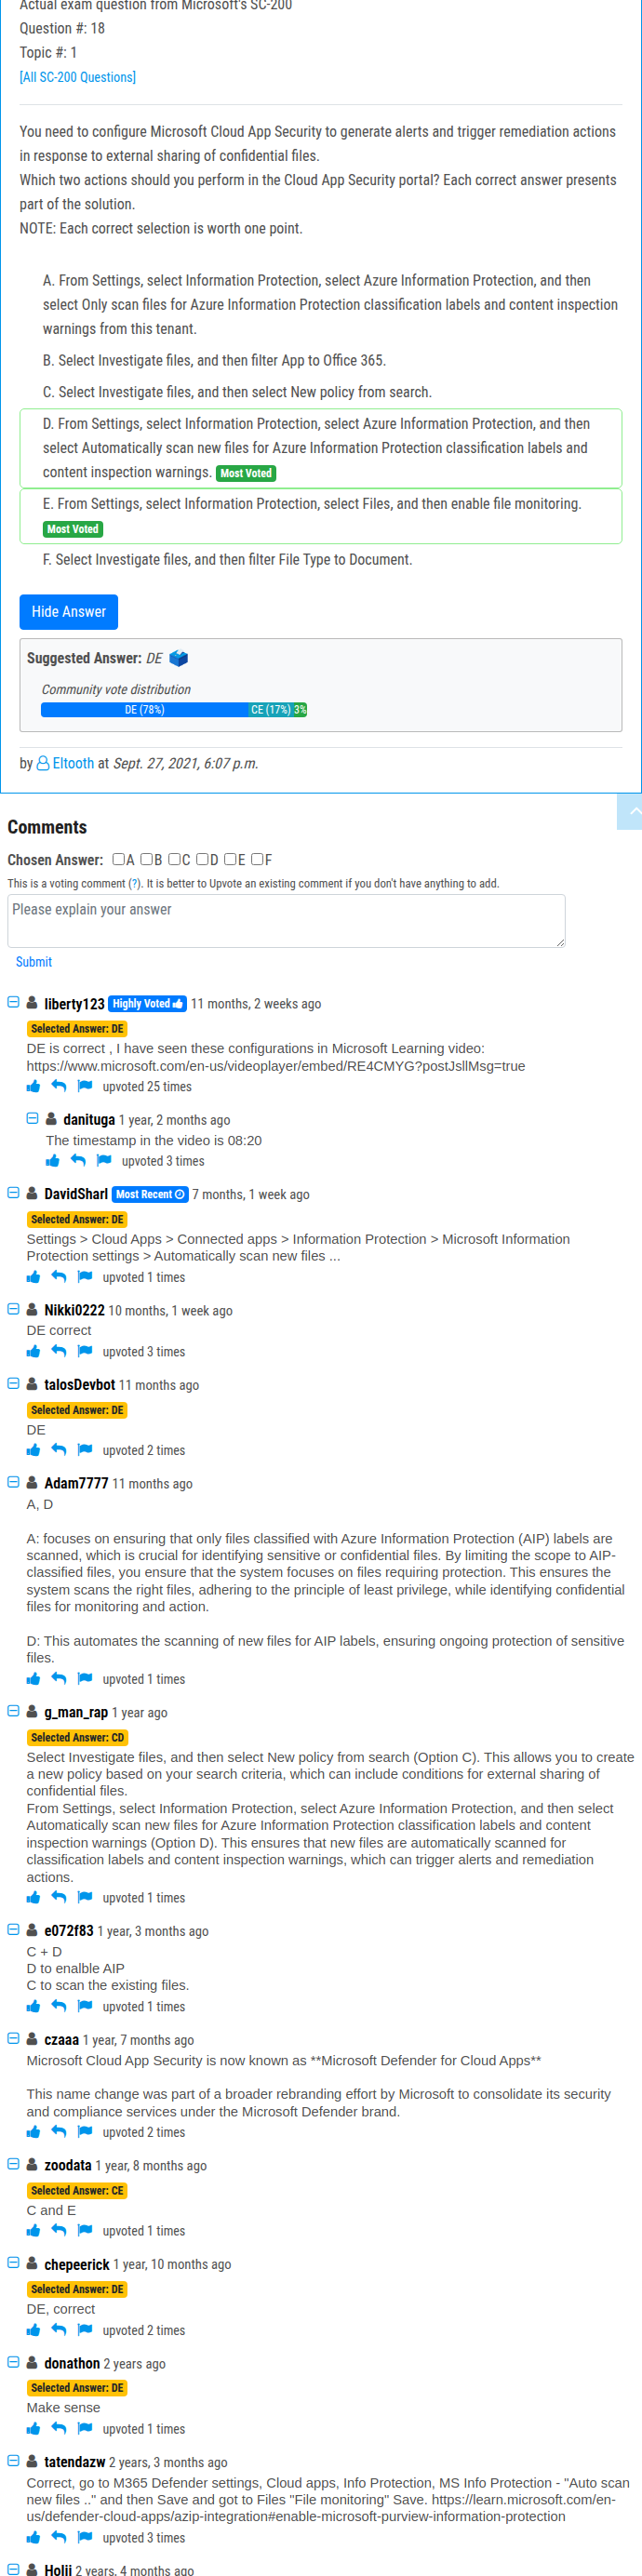 Actual exam question from Microsoft's SC-200
Question #: 18
Topic #: 1
[All SC-200 Questions]
You need to configure Microsoft Cloud App Security to generate alerts and trigger remediation actions
in response to external sharing of confidential files.
Which two actions should you perform in the Cloud App Security portal? Each correct answer presents
part of the solution.
NOTE: Each correct selection is worth one point.
A. From Settings, select Information Protection, select Azure Information Protection, and then
select Only scan files for Azure Information Protection classification labels and content inspection
warnings from this tenant.
B. Select Investigate files, and then filter App to Office 365.
C. Select Investigate files, and then select New policy from search.
D. From Settings, select Information Protection, select Azure Information Protection, and then
select Automatically scan new files for Azure Information Protection classification labels and
content inspection warnings. Most Voted
E. From Settings, select Information Protection, select Files, and then enable file monitoring.
Most Voted
F. Select Investigate files, and then filter File Type to Document.
Hide Answer
Suggested Answer: DE
Community vote distribution
DE (78%) CE (17%) 3%
by Eltooth at Sept. 27, 2021, 6:07 p.m.
Comments
Chosen Answer: A B C D E F
This is a voting comment (?). It is better to Upvote an existing comment if you don't have anything to add.
Please explain your answer
Submit
liberty123 Highly Voted 11 months, 2 weeks ago
Selected Answer: DE
DE is correct , I have seen these configurations in Microsoft Learning video:
https://www.microsoft.com/en-us/videoplayer/embed/RE4CMYG?postJsllMsg=true
upvoted 25 times
danituga 1 year, 2 months ago
The timestamp in the video is 08:20
upvoted 3 times
DavidSharl Most Recent 7 months, 1 week ago
Selected Answer: DE
Settings > Cloud Apps > Connected apps > Information Protection > Microsoft Information
Protection settings > Automatically scan new files ...
upvoted 1 times
Nikki0222 10 months, 1 week ago
DE correct
upvoted 3 times
talosDevbot 11 months ago
Selected Answer: DE
DE
upvoted 2 times
Adam7777 11 months ago
A, D
A: focuses on ensuring that only files classified with Azure Information Protection (AIP) labels are
scanned, which is crucial for identifying sensitive or confidential files. By limiting the scope to AIP-
classified files, you ensure that the system focuses on files requiring protection. This ensures the
system scans the right files, adhering to the principle of least privilege, while identifying confidential
files for monitoring and action.
D: This automates the scanning of new files for AIP labels, ensuring ongoing protection of sensitive
files.
upvoted 1 times
g_man_rap 1 year ago
Selected Answer: CD
Select Investigate files, and then select New policy from search (Option C). This allows you to create
a new policy based on your search criteria, which can include conditions for external sharing of
confidential files.
From Settings, select Information Protection, select Azure Information Protection, and then select
Automatically scan new files for Azure Information Protection classification labels and content
inspection warnings (Option D). This ensures that new files are automatically scanned for
classification labels and content inspection warnings, which can trigger alerts and remediation
actions.
upvoted 1 times
e072f83 1 year, 3 months ago
C + D
D to enalble AIP
C to scan the existing files.
upvoted 1 times
czaaa 1 year, 7 months ago
Microsoft Cloud App Security is now known as **Microsoft Defender for Cloud Apps**
This name change was part of a broader rebranding effort by Microsoft to consolidate its security
and compliance services under the Microsoft Defender brand.
upvoted 2 times
zoodata 1 year, 8 months ago
Selected Answer: CE
C and E
upvoted 1 times
chepeerick 1 year, 10 months ago
Selected Answer: DE
DE, correct
upvoted 2 times
donathon 2 years ago
Selected Answer: DE
Make sense
upvoted 1 times
tatendazw 2 years, 3 months ago
Correct, go to M365 Defender settings, Cloud apps, Info Protection, MS Info Protection - "Auto scan
new files .." and then Save and got to Files "File monitoring" Save. https://learn.microsoft.com/en-
us/defender-cloud-apps/azip-integration#enable-microsoft-purview-information-protection
upvoted 3 times
Holii 2 years, 4 months ago